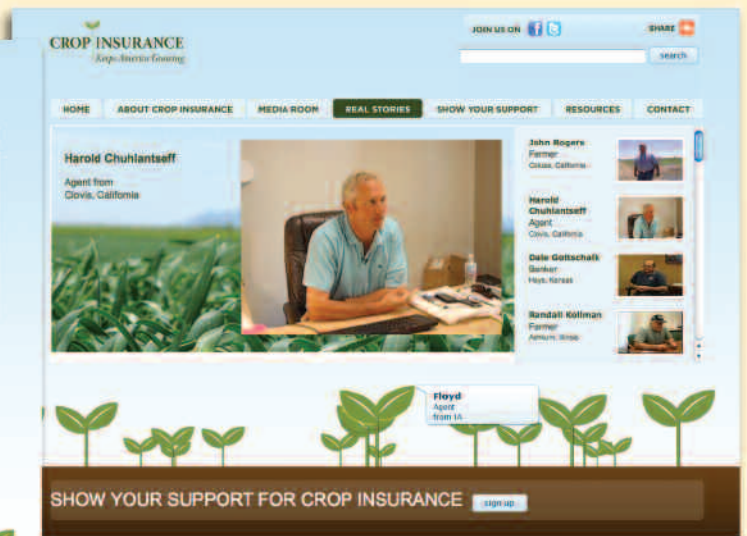 CROP INSURANCE
Keeps America Growing
JOIN US ON
SHARE
search
HOME
ABOUT CROP INSURANCE
MEDIA ROOM
REAL STORIES
SHOW YOUR SUPPORT
RESOURCES
CONTACT
Harold Chuhlantseff
Agent from
Clovis, California
John Rogers
Farmer
Colusa, California
Harold
Chuhlantseff
Agent
Clovis, California
Dale Gottschalk
Banker
Hays, Kansas
Randall Kollman
Farmer
Illinois
Floyd
Agent
from IA
SHOW YOUR SUPPORT FOR CROP INSURANCE
sign up